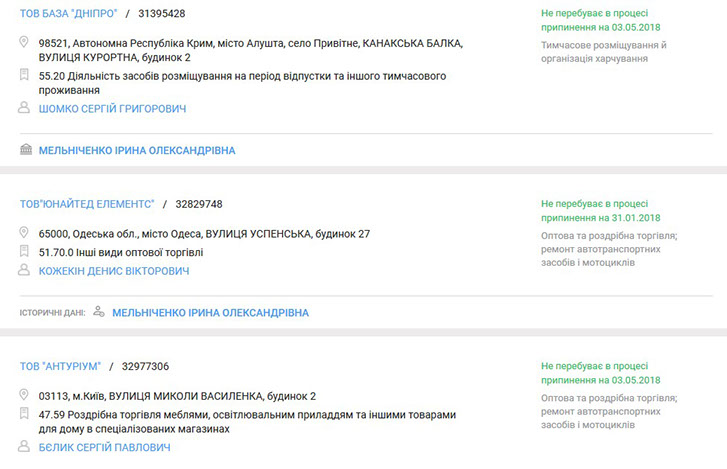 ТОВ БАЗА "ДНІПРО" / 31395428
Не перебуває в процесі
припинення на 03.05.2018
98521, Автономна Республіка Крим, місто Алушта, село Привітне, КАНАКСЬКА БАЛКА,
ВУЛИЦЯ КУРОРТНА, будинок 2
Тимчасове розміщування й
організація харчування
55.20 Діяльність засобів розміщування на період відпустки та іншого тимчасового
проживання
ШОМКО СЕРГІЙ ГРИГОРОВИЧ
МЕЛЬНІЧЕНКО ІРИНА ОЛЕКСАНДРІВНА
ТОВ"ЮНАЙТЕД ЕЛЕМЕНТС" / 32829748
Не перебуває в процесі
припинення на 31.01.2018
65000, Одеська обл., місто Одеса, ВУЛИЦЯ УСПЕНСЬКА, будинок 27
Оптова та роздрібна торгівля;
ремонт автотранспортних
засобів і мотоциклів
51.70.0 Інші види оптової торгівлі
КОЖЕКІН ДЕНИС ВІКТОРОВИЧ
ІСТОРИЧНІ ДАНІ: МЕЛЬНІЧЕНКО ІРИНА ОЛЕКСАНДРІВНА
ТОВ "АНТУРІУМ" / 32977306
Не перебуває в процесі
припинення на 03.05.2018
03113, м.Київ, ВУЛИЦЯ МИКОЛИ ВАСИЛЕНКА, будинок 2
Оптова та роздрібна торгівля;
ремонт автотранспортних
засобів і мотоциклів
47.59 Роздрібна торгівля меблями, освітлювальним приладдям та іншими товарами
для дому в спеціалізованих магазинах
БЄЛИК СЕРГІЙ ПАВЛОВИЧ